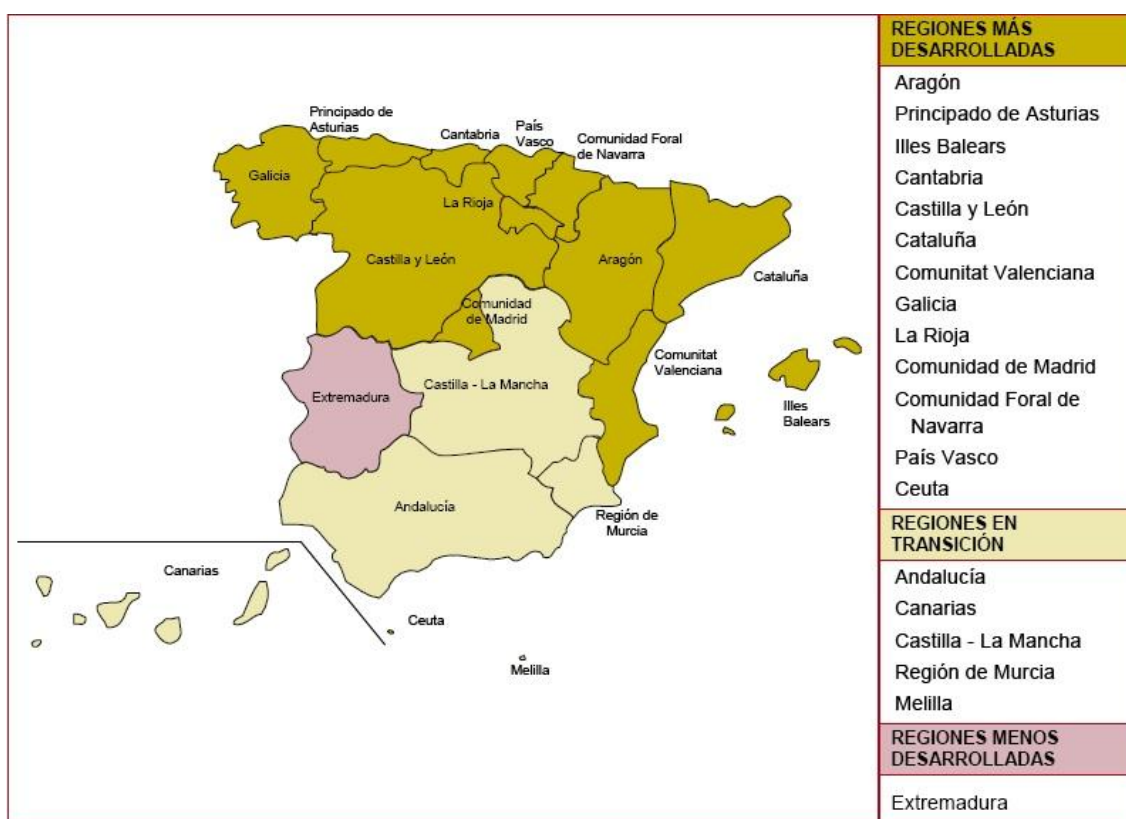 Principado de
Asturias
Cantabria
País
Vasco
Comunidad Foral
de Navarra
Galicia
La Rioja
Castilla y León
Aragón
Cataluña
Comunidad
de Madrid
Comunitat
Valenciana
Castilla - La Mancha
Extremadura
Illes
Balears
Andalucía
Región de
Murcia
Canarias
Ceuta
Melilla
REGIONES MÁS
DESARROLLADAS
Aragón
Principado de Asturias
Illes Balears
Cantabria
Castilla y León
Cataluña
Comunitat Valenciana
Galicia
La Rioja
Comunidad de Madrid
Comunidad Foral de
Navarra
País Vasco
Ceuta
REGIONES EN
TRANSICIÓN
Andalucía
Canarias
Castilla - La Mancha
Región de Murcia
Melilla
REGIONES MENOS
DESARROLLADAS
Extremadura